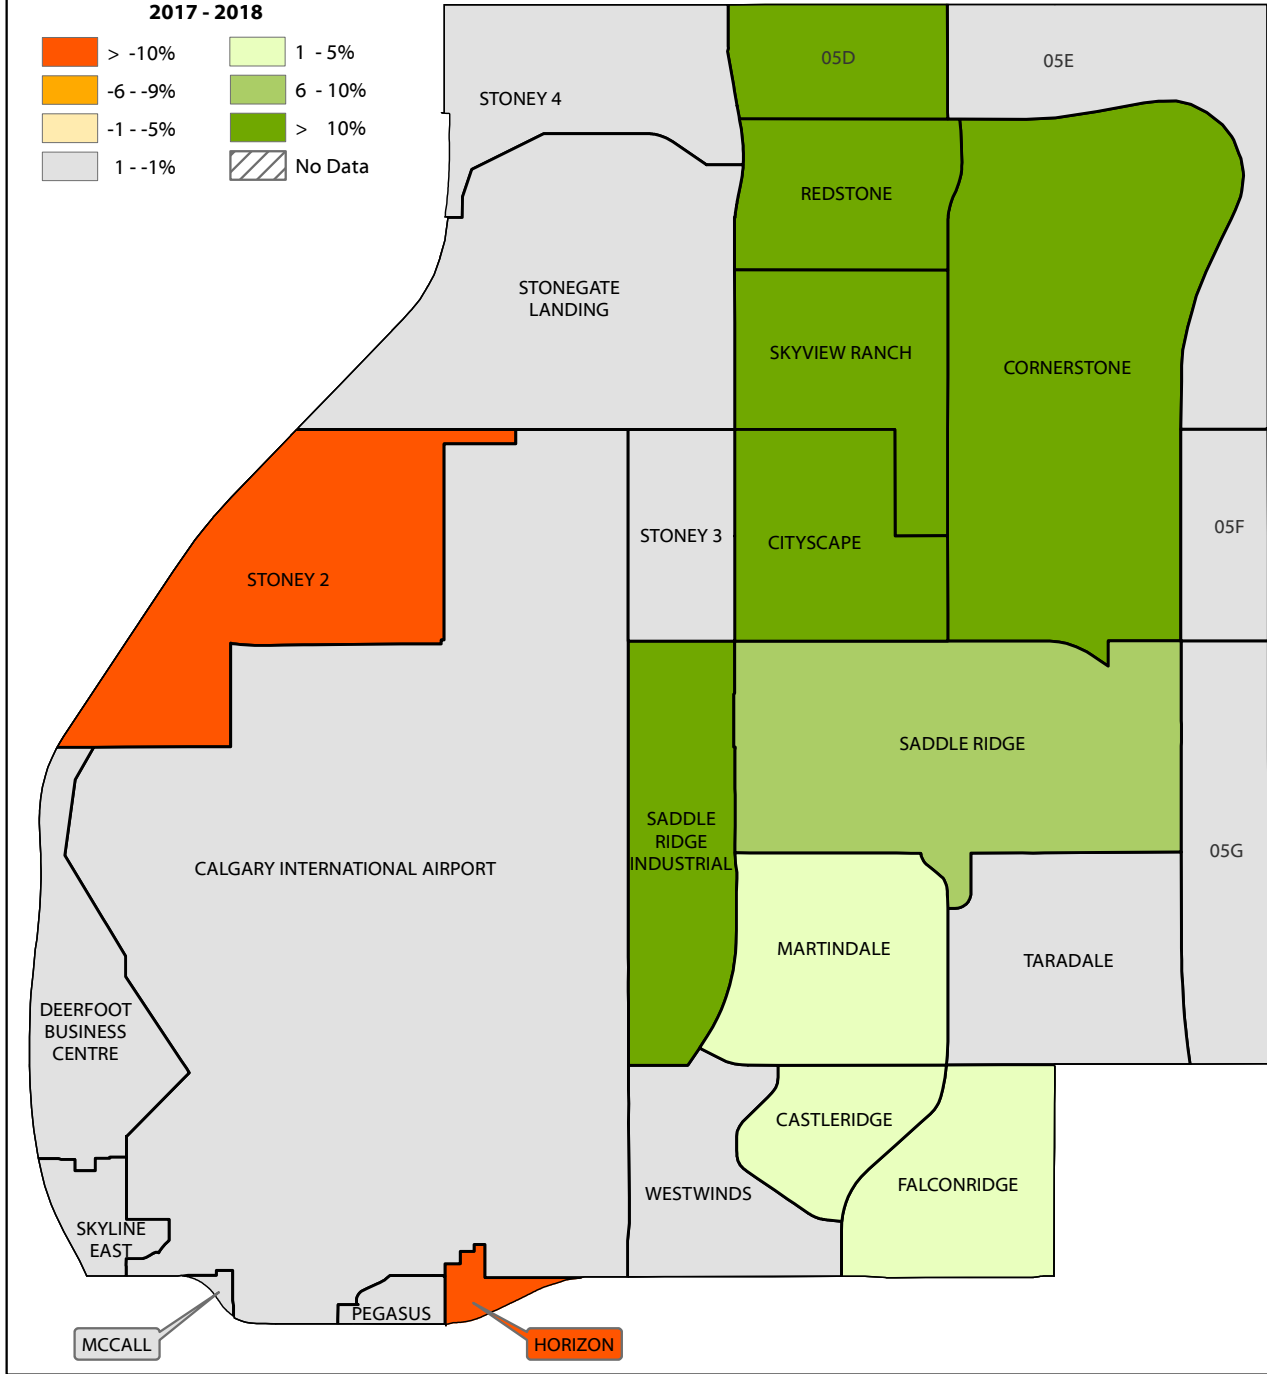 2017 - 2018
> -10%
-6 - -9%
-1 - -5%
1 - -1%
1 - 5%
6 - 10%
> 10%
No Data
05D
05E
STONEY 4
REDSTONE
STONEGATE
LANDING
SKYVIEW RANCH
CORNERSTONE
STONEY 3
CITYSCAPE
05F
STONEY 2
SADDLE RIDGE
SADDLE
RIDGE
INDUSTRIAL
05G
CALGARY INTERNATIONAL AIRPORT
MARTINDALE
TARADALE
DEERFOOT
BUSINESS
CENTRE
CASTLERIDGE
FALCONRIDGE
WESTWINDS
SKYLINE
EAST
PEGASUS
MCCALL
HORIZON